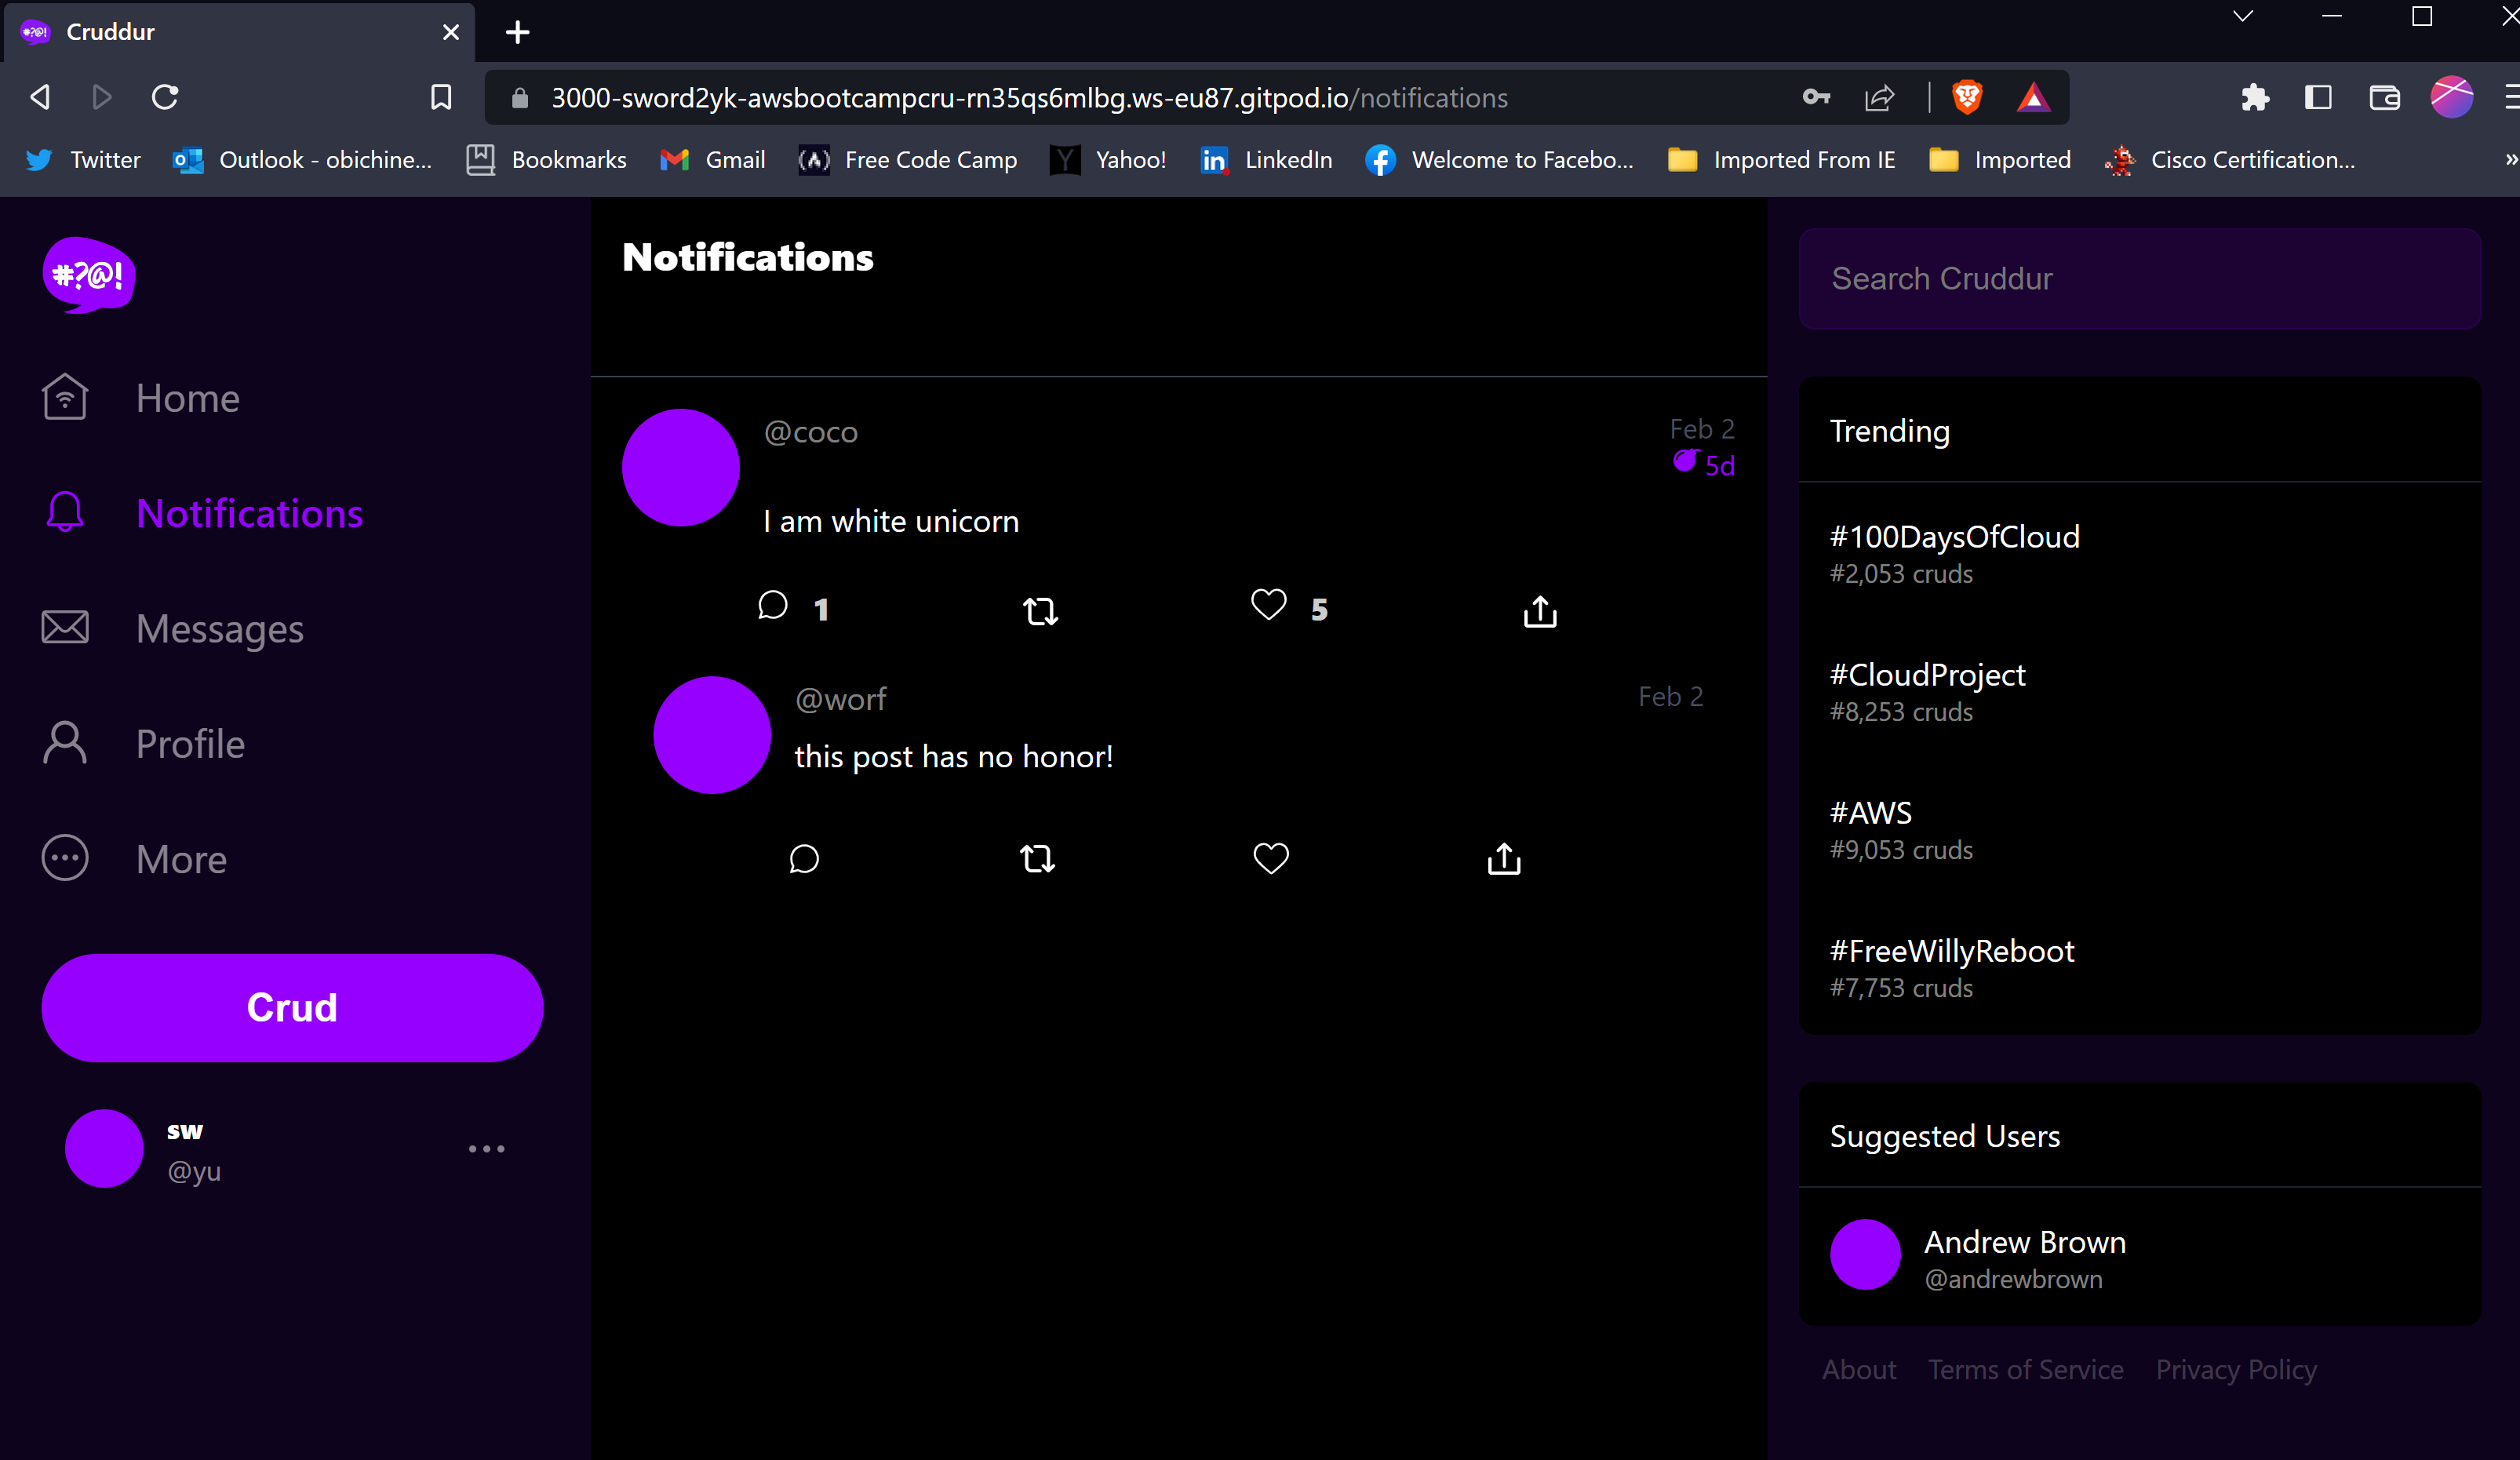 #?@! Cruddur
3000-sword2yk-awsbootcampcru-rn35qs6mlbg.ws-eu87.gitpod.io/notifications
Twitter Outlook - obichine... Bookmarks Gmail Free Code Camp Yahoo! LinkedIn Welcome to Facebo... Imported From IE Imported Cisco Certification... »
#?@!
Home
Notifications
Messages
Profile
More
Crud
sw
@yu
Notifications
@coco Feb 2
5d
I am white unicorn
1 5
@worf Feb 2
this post has no honor!
Search Cruddur
Trending
#100DaysOfCloud
#2,053 cruds
#CloudProject
#8,253 cruds
#AWS
#9,053 cruds
#FreeWillyReboot
#7,753 cruds
Suggested Users
Andrew Brown
@andrewbrown
About Terms of Service Privacy Policy